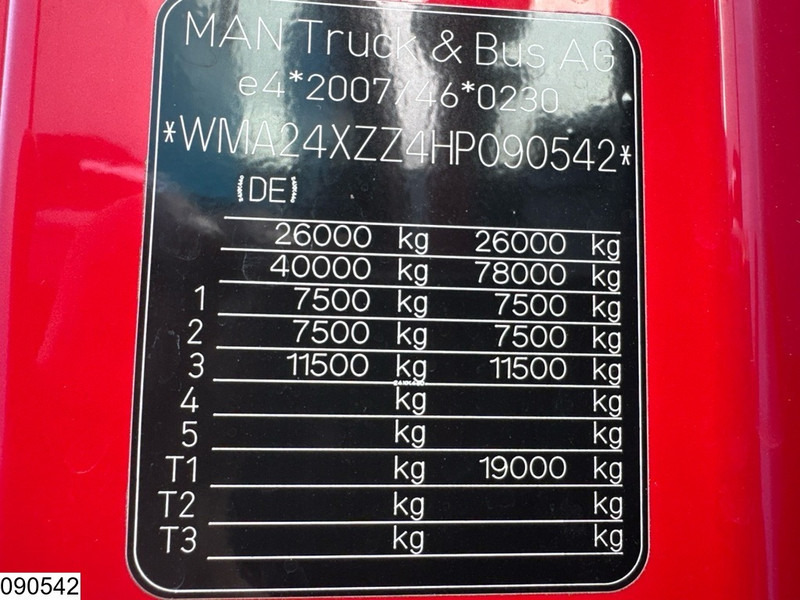 MAN Truck & Bus AG
e4*2007/46*0230
*WMA24XZZ4HP090542*
DE
26000 kg 26000 kg
40000 kg 78000 kg
1 7500 kg 7500 kg
2 7500 kg 7500 kg
3 11500 kg 11500 kg
4 kg kg
5 kg kg
T1 kg 19000 kg
T2 kg kg
T3 kg kg
090542